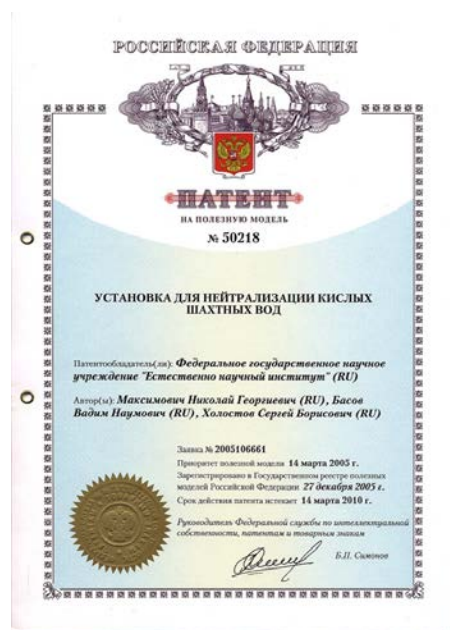 РОССИЙСКАЯ ФЕДЕРАЦИЯ
ПАТЕНТ
НА ПОЛЕЗНУЮ МОДЕЛЬ
№ 50218
УСТАНОВКА ДЛЯ НЕЙТРАЛИЗАЦИИ КИСЛЫХ
ШАХТНЫХ ВОД
Патентообладатель(ли): Федеральное государственное научное
учреждение "Естественно научный институт" (RU)
Автор(ы): Максимович Николай Георгиевич (RU), Басов
Вадим Наумович (RU), Холостов Сергей Борисович (RU)
Заявка № 2005106661
Приоритет полезной модели 14 марта 2005 г.
Зарегистрировано в Государственном реестре полезных
моделей Российской Федерации 27 декабря 2005 г.
Срок действия патента истекает 14 марта 2010 г.
Руководитель Федеральной службы по интеллектуальной
собственности, патентам и товарным знакам
Б.П. Симонов